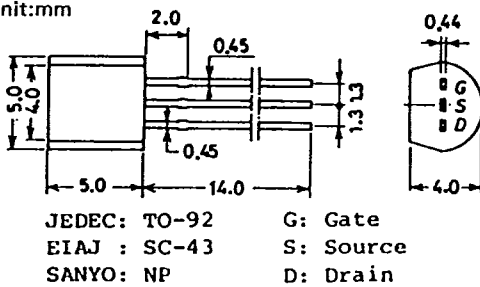 nit:mm
2.0
0.44
0.45
5.0
4.0
G
S
D
1.3
1.3
0.45
5.0
14.0
4.0
JEDEC: TO-92 G: Gate
EIAJ : SC-43 S: Source
SANYO: NP D: Drain